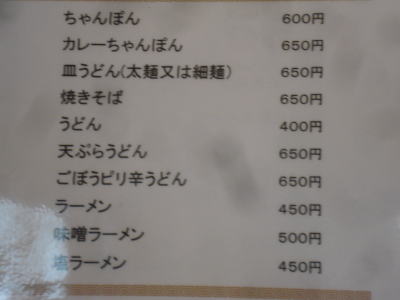 ちゃんぽん 600円
カレーちゃんぽん 650円
皿うどん(太麺又は細麺) 650円
焼きそば 650円
うどん 400円
天ぷらうどん 650円
ごぼうピリ辛うどん 650円
ラーメン 450円
味噌ラーメン 500円
塩ラーメン 450円